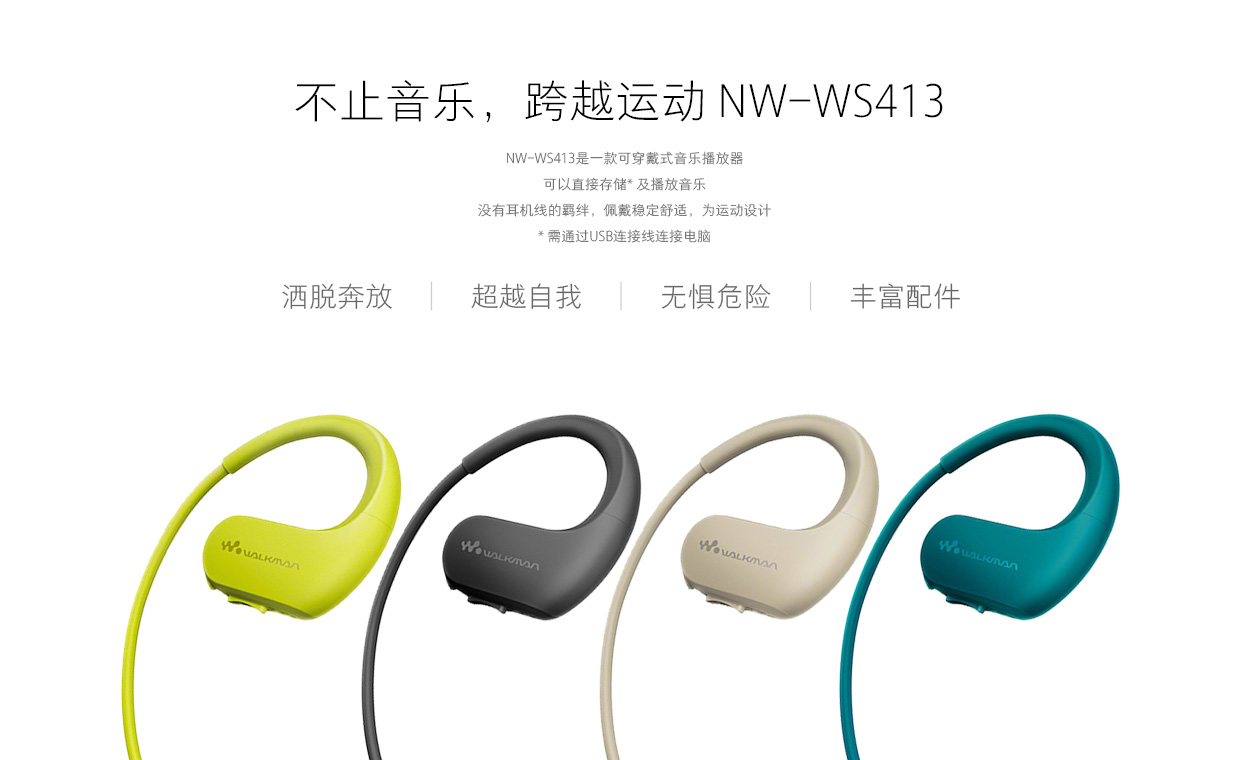 不止音乐，跨越运动 NW-WS413
NW-WS413是一款可穿戴式音乐播放器
可以直接存储* 及播放音乐
没有耳机线的羁绊，佩戴稳定舒适，为运动设计
* 需通过USB连接线连接电脑
洒脱奔放 | 超越自我 | 无惧危险 | 丰富配件
WALKMAN WALKMAN WALKMAN WALKMAN